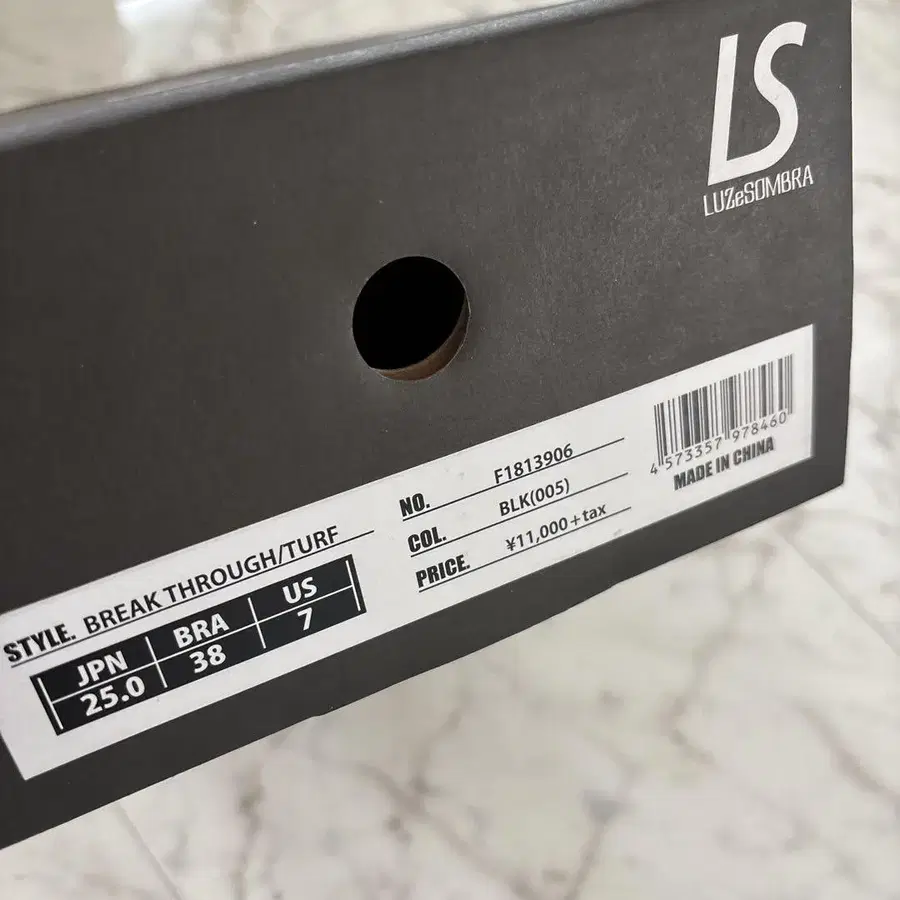 LS
LUZeSOMBRA
STYLE. BREAK THROUGH/TURF
JPN BRA US
25.0 38 7
NO. F1813906
COL. BLK(005)
PRICE. ¥11,000+tax
4 573357 978460
MADE IN CHINA